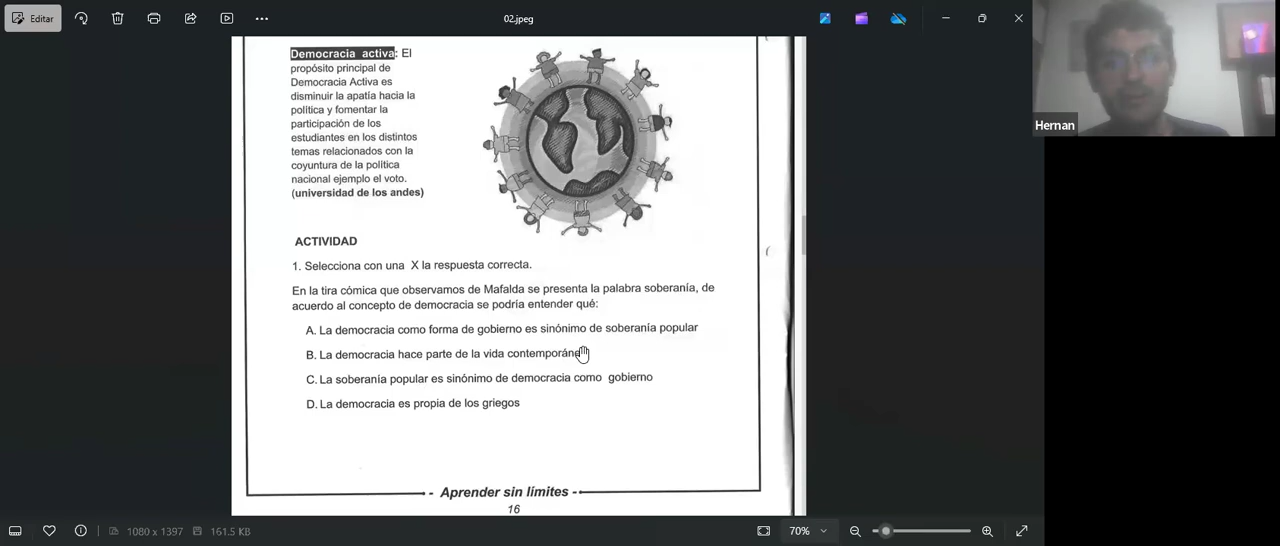 Editar
02.jpeg
Hernan
Democracia activa: El
propósito principal de
Democracia Activa es
disminuir la apatía hacia la
política y fomentar la
participación de los
estudiantes en los distintos
temas relacionados con la
coyuntura de la política
nacional ejemplo el voto.
(universidad de los andes)
ACTIVIDAD
1. Selecciona con una X la respuesta correcta.
En la tira cómica que observamos de Mafalda se presenta la palabra soberanía, de
acuerdo al concepto de democracia se podría entender qué:
A. La democracia como forma de gobierno es sinónimo de soberanía popular
B. La democracia hace parte de la vida contemporáne
C. La soberanía popular es sinónimo de democracia como gobierno
D. La democracia es propia de los griegos
- Aprender sin límites -
16
1080 x 1397
161.5 KB
70%